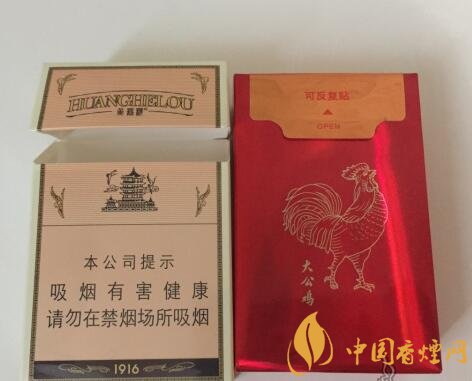 HUANGHELOU
黄鹤楼
本公司提示
吸烟有害健康
请勿在禁烟场所吸烟
1916
可反复贴
OPEN
大公鸡
中国香烟网